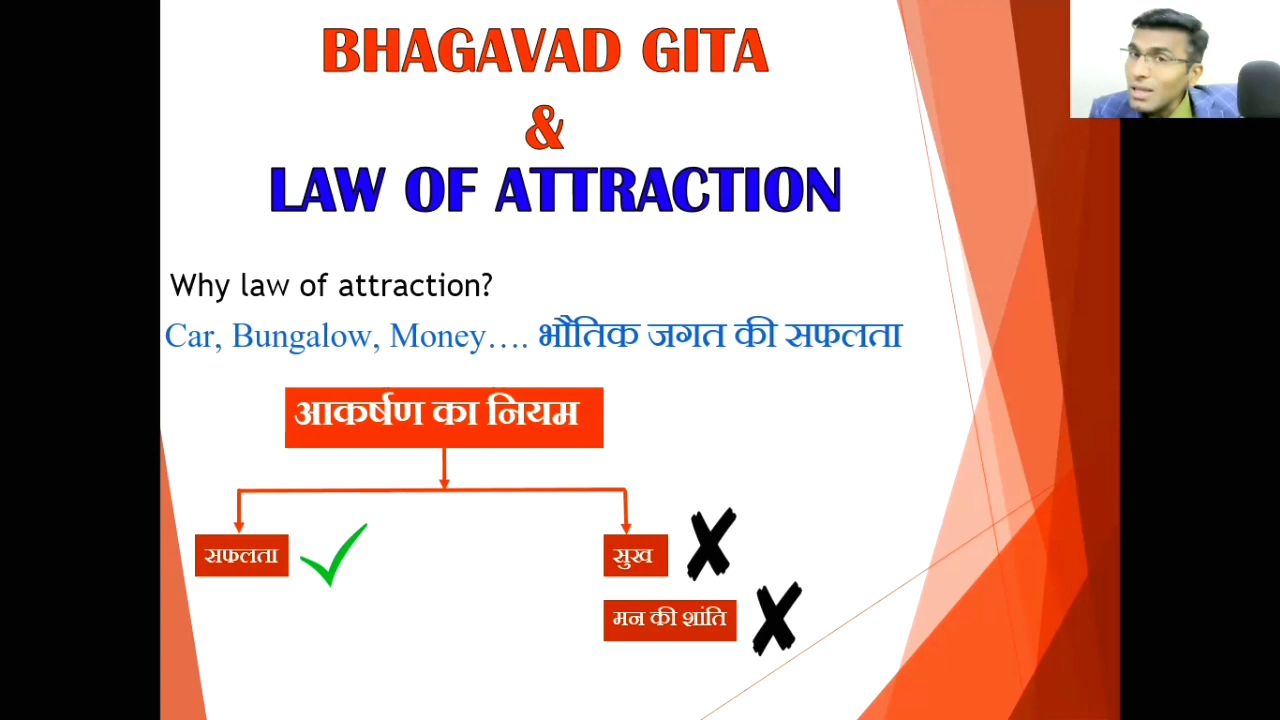 BHAGAVAD GITA
&
LAW OF ATTRACTION
Why law of attraction?
Car, Bungalow, Money.... भौतिक जगत की सफलता
आकर्षण का नियम
सफलता
सुख
मन की शांति